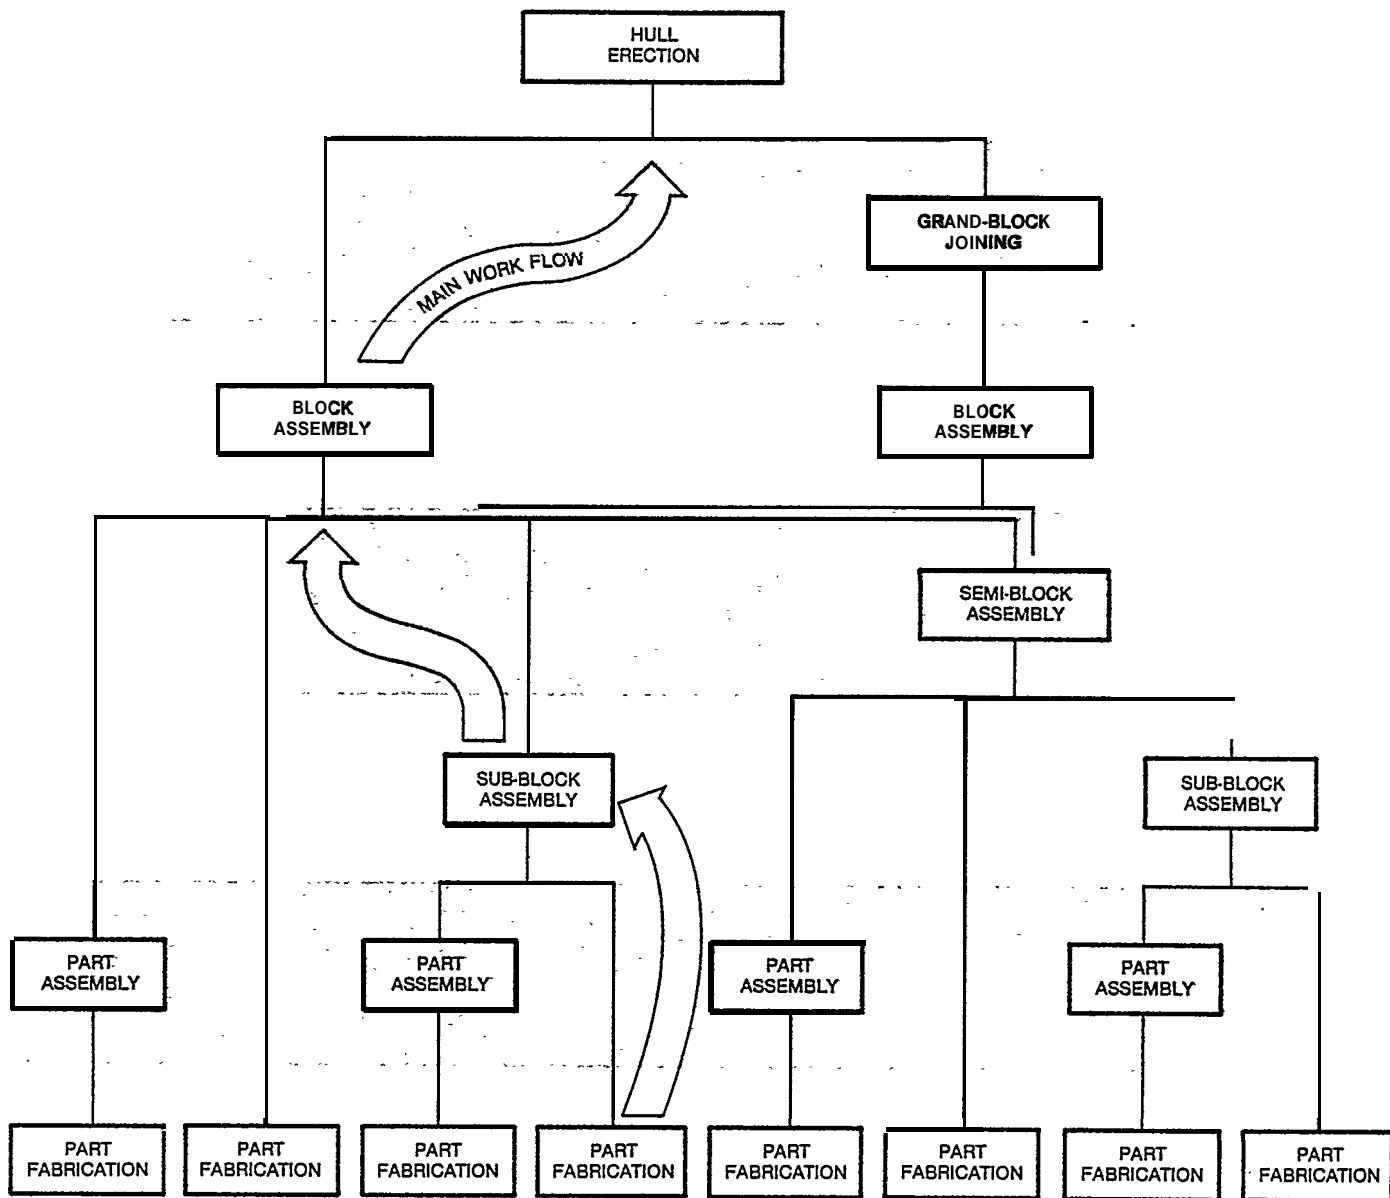 HULL
ERECTION
GRAND-BLOCK
JOINING
MAIN WORK FLOW
BLOCK
ASSEMBLY
BLOCK
ASSEMBLY
SEMI-BLOCK
ASSEMBLY
SUB-BLOCK
ASSEMBLY
SUB-BLOCK
ASSEMBLY
PART
ASSEMBLY
PART
ASSEMBLY
PART
ASSEMBLY
PART
ASSEMBLY
PART
FABRICATION
PART
FABRICATION
PART
FABRICATION
PART
FABRICATION
PART
FABRICATION
PART
FABRICATION
PART
FABRICATION
PART
FABRICATION